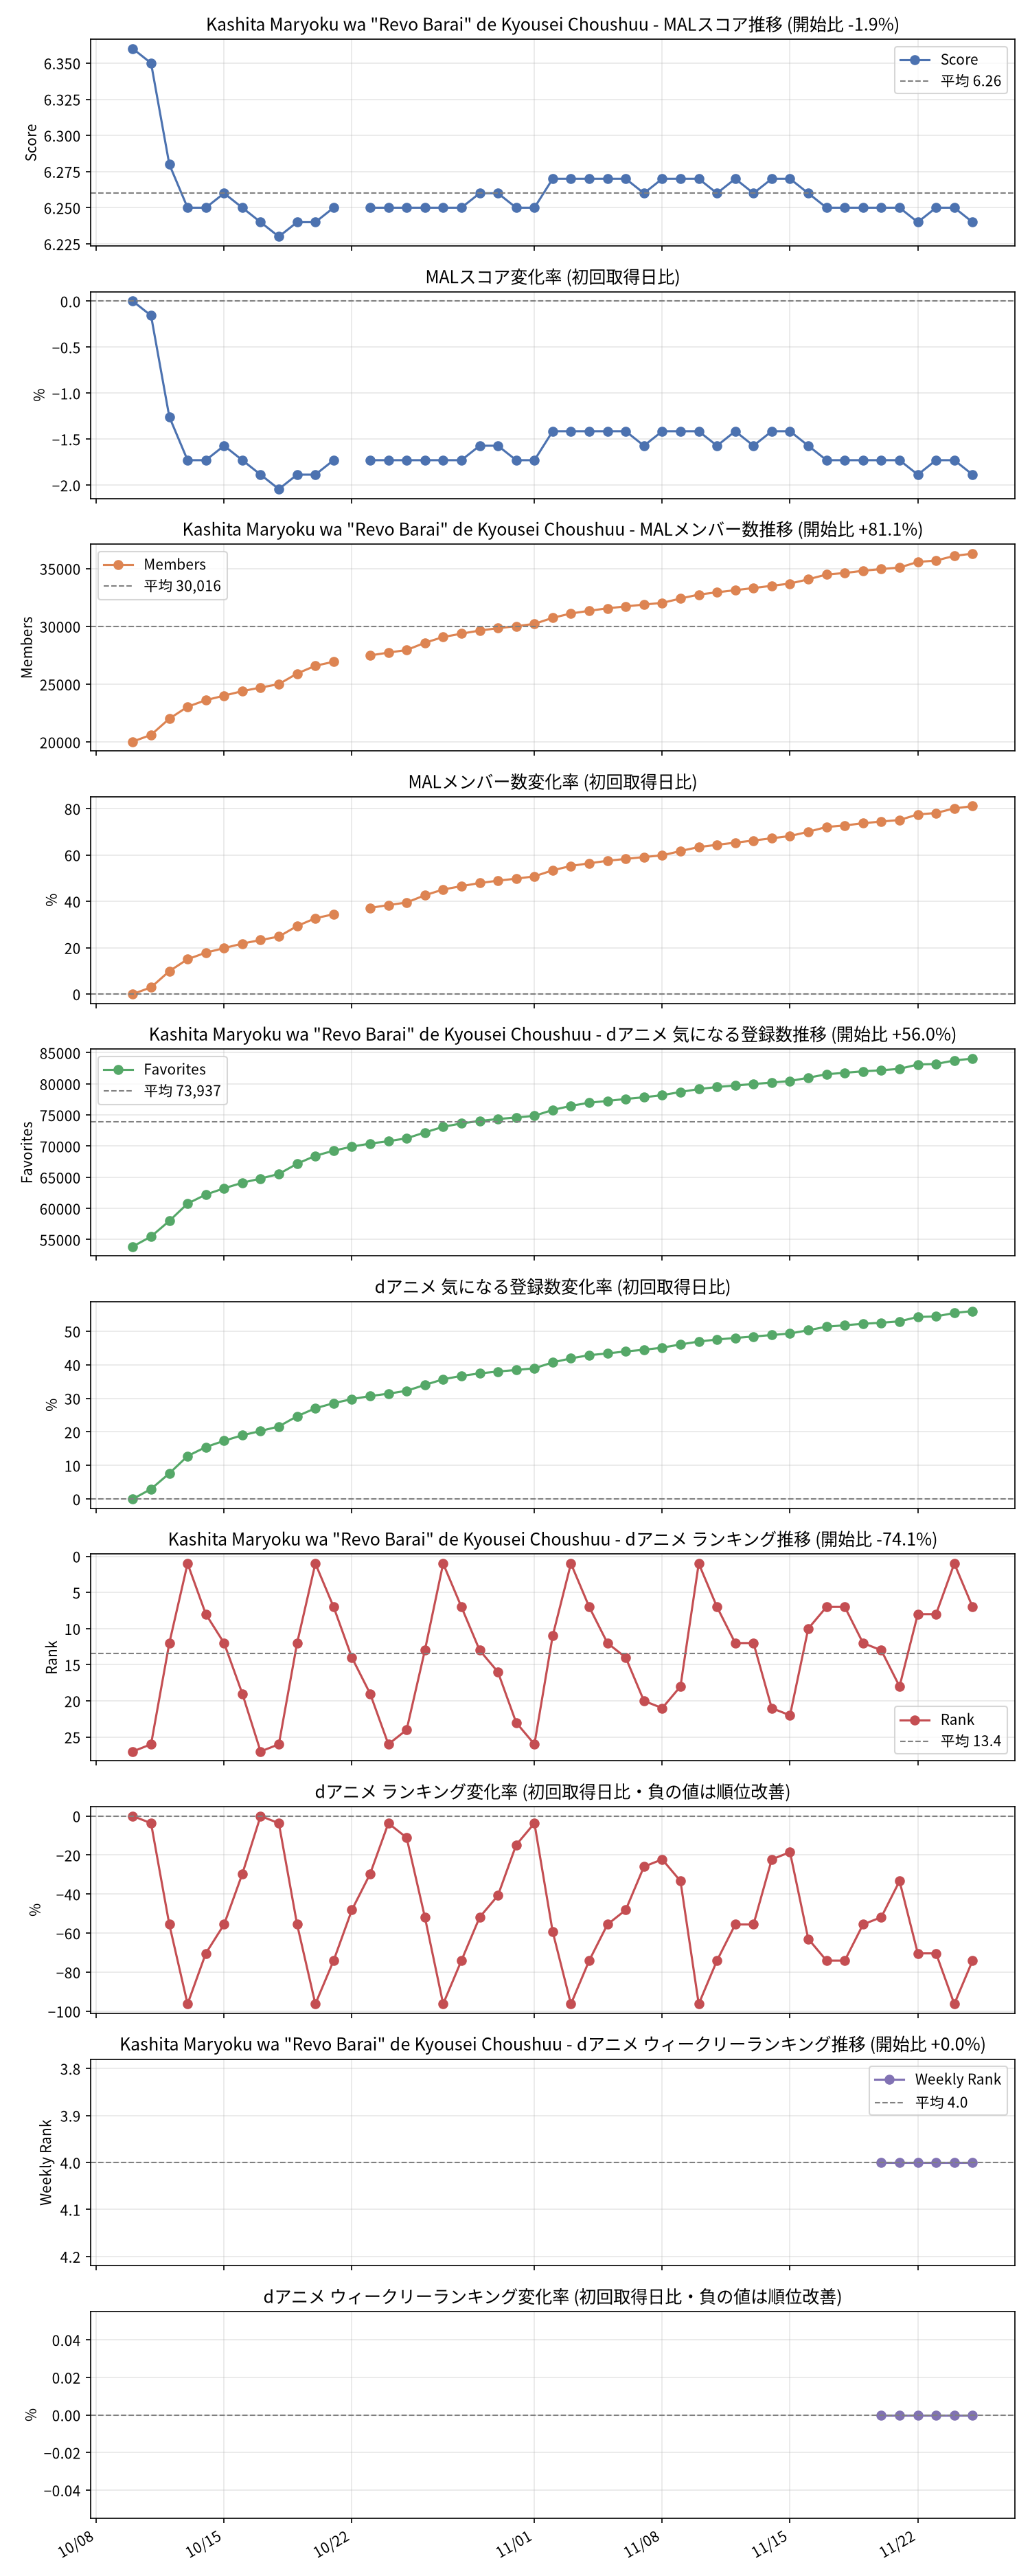 Kashita Maryoku wa "Revo Barai" de Kyousei Choushuu - MALスコア推移 (開始比 -1.9%)
Score
平均 6.26
Score
6.350
6.325
6.300
6.275
6.250
6.225
MALスコア変化率 (初回取得日比)
%
0.0
−0.5
−1.0
−1.5
−2.0
Kashita Maryoku wa "Revo Barai" de Kyousei Choushuu - MALメンバー数推移 (開始比 +81.1%)
Members
平均 30,016
Members
35000
30000
25000
20000
MALメンバー数変化率 (初回取得日比)
%
80
60
40
20
0
Kashita Maryoku wa "Revo Barai" de Kyousei Choushuu - dアニメ 気になる登録数推移 (開始比 +56.0%)
Favorites
平均 73,937
Favorites
85000
80000
75000
70000
65000
60000
55000
dアニメ 気になる登録数変化率 (初回取得日比)
%
50
40
30
20
10
0
Kashita Maryoku wa "Revo Barai" de Kyousei Choushuu - dアニメ ランキング推移 (開始比 -74.1%)
Rank
0
5
10
15
20
25
Rank
平均 13.4
dアニメ ランキング変化率 (初回取得日比・負の値は順位改善)
%
0
−20
−40
−60
−80
−100
Kashita Maryoku wa "Revo Barai" de Kyousei Choushuu - dアニメ ウィークリーランキング推移 (開始比 +0.0%)
Weekly Rank
平均 4.0
Weekly Rank
3.8
3.9
4.0
4.1
4.2
dアニメ ウィークリーランキング変化率 (初回取得日比・負の値は順位改善)
%
0.04
0.02
0.00
−0.02
−0.04
10/08
10/15
10/22
11/01
11/08
11/15
11/22